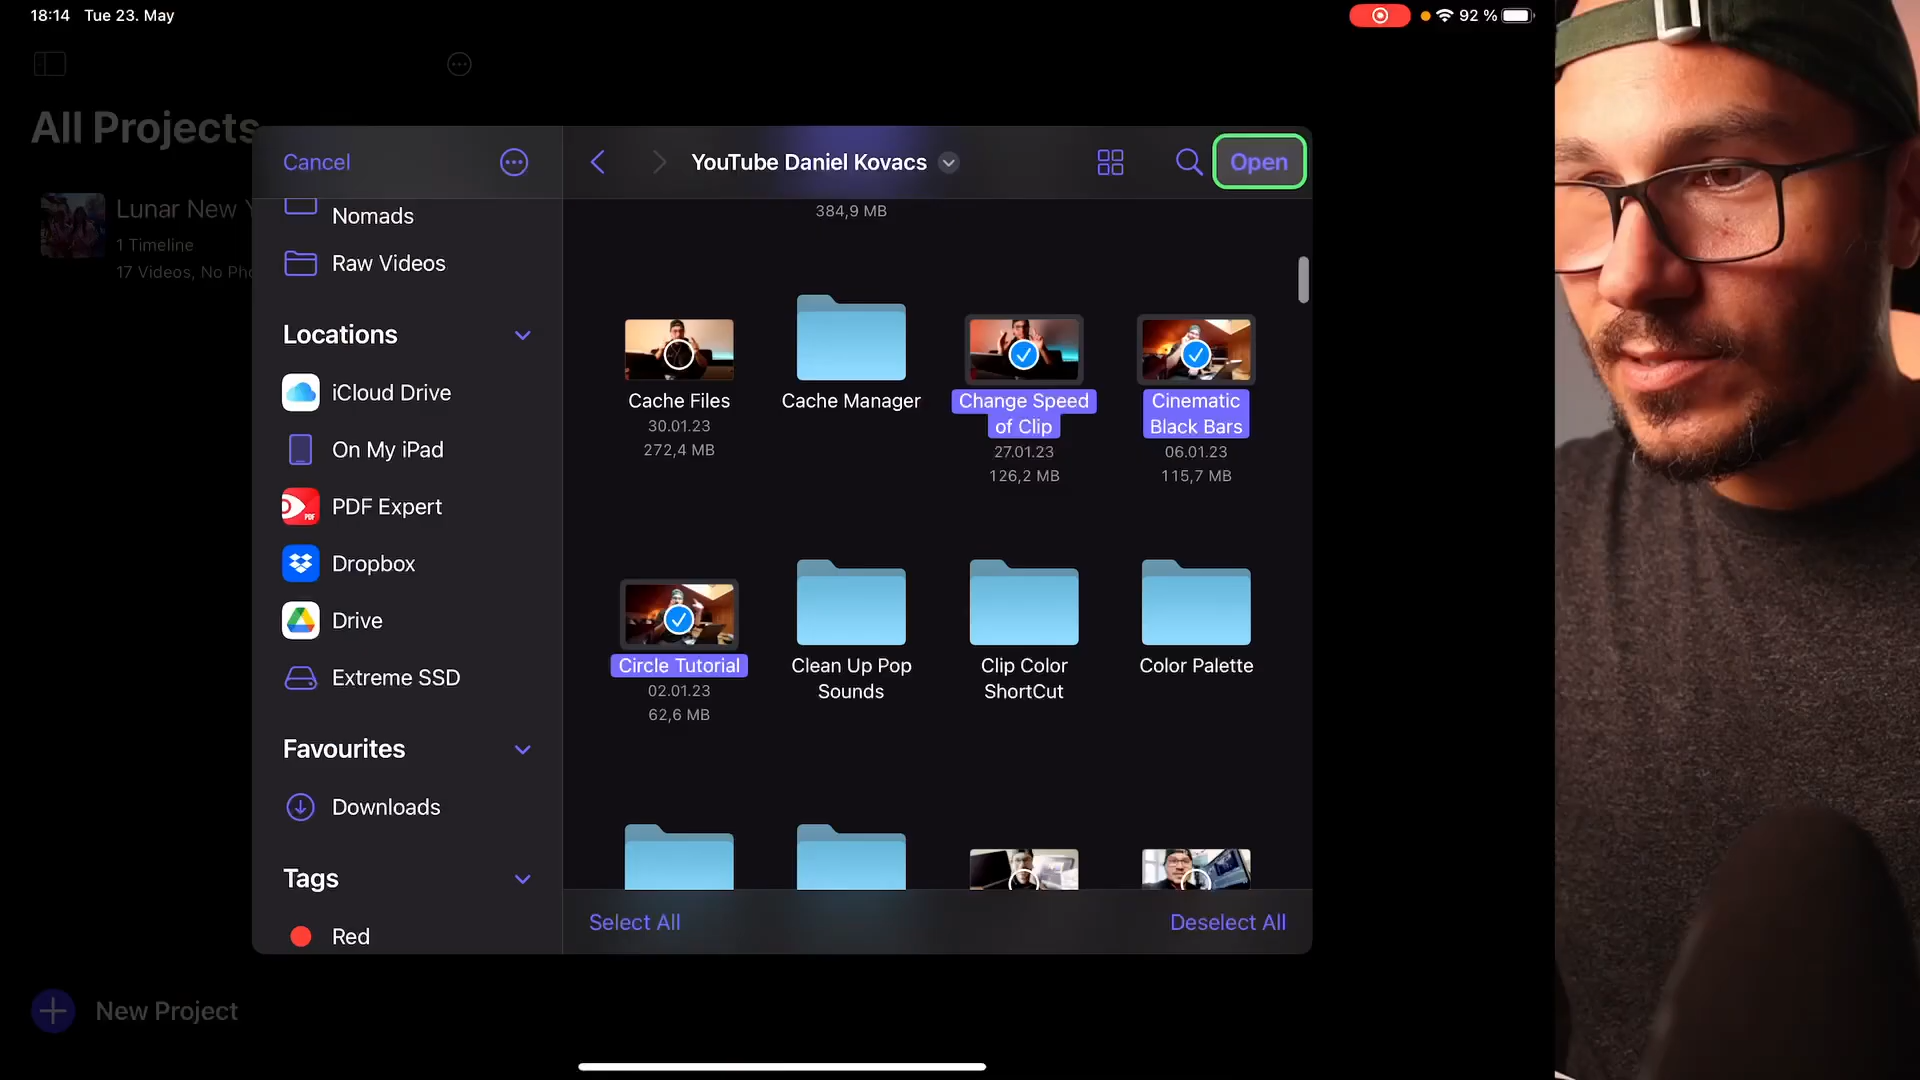 18:14 Tue 23. May
92 %
All Projects
Lunar New Y
1 Timeline
17 Videos, No Pho
Cancel
YouTube Daniel Kovacs
Open
Nomads
Raw Videos
Locations
iCloud Drive
On My iPad
PDF Expert
Dropbox
Drive
Extreme SSD
Favourites
Downloads
Tags
Red
384,9 MB
Cache Files
30.01.23
272,4 MB
Cache Manager
Change Speed
of Clip
27.01.23
126,2 MB
Cinematic
Black Bars
06.01.23
115,7 MB
Circle Tutorial
02.01.23
62,6 MB
Clean Up Pop
Sounds
Clip Color
ShortCut
Color Palette
Select All
Deselect All
New Project